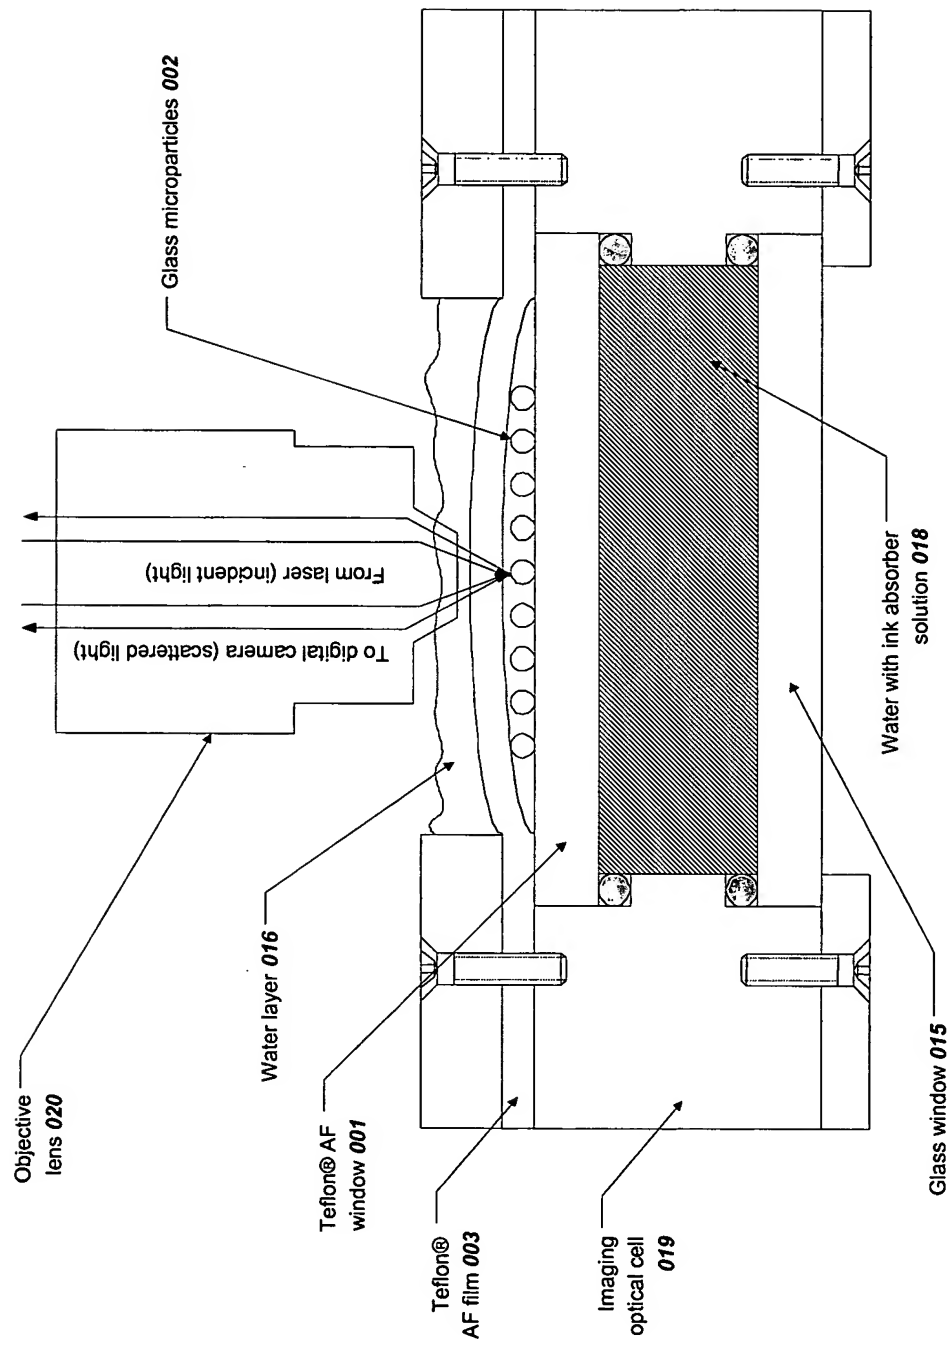 Objective
lens 020
Water layer 016
Teflon® AF
window 001
Teflon®
AF film 003
Imaging
optical cell
019
Glass microparticles 002
From laser (incident light)
To digital camera (scattered light)
Water with ink absorber
solution 018
Glass window 015